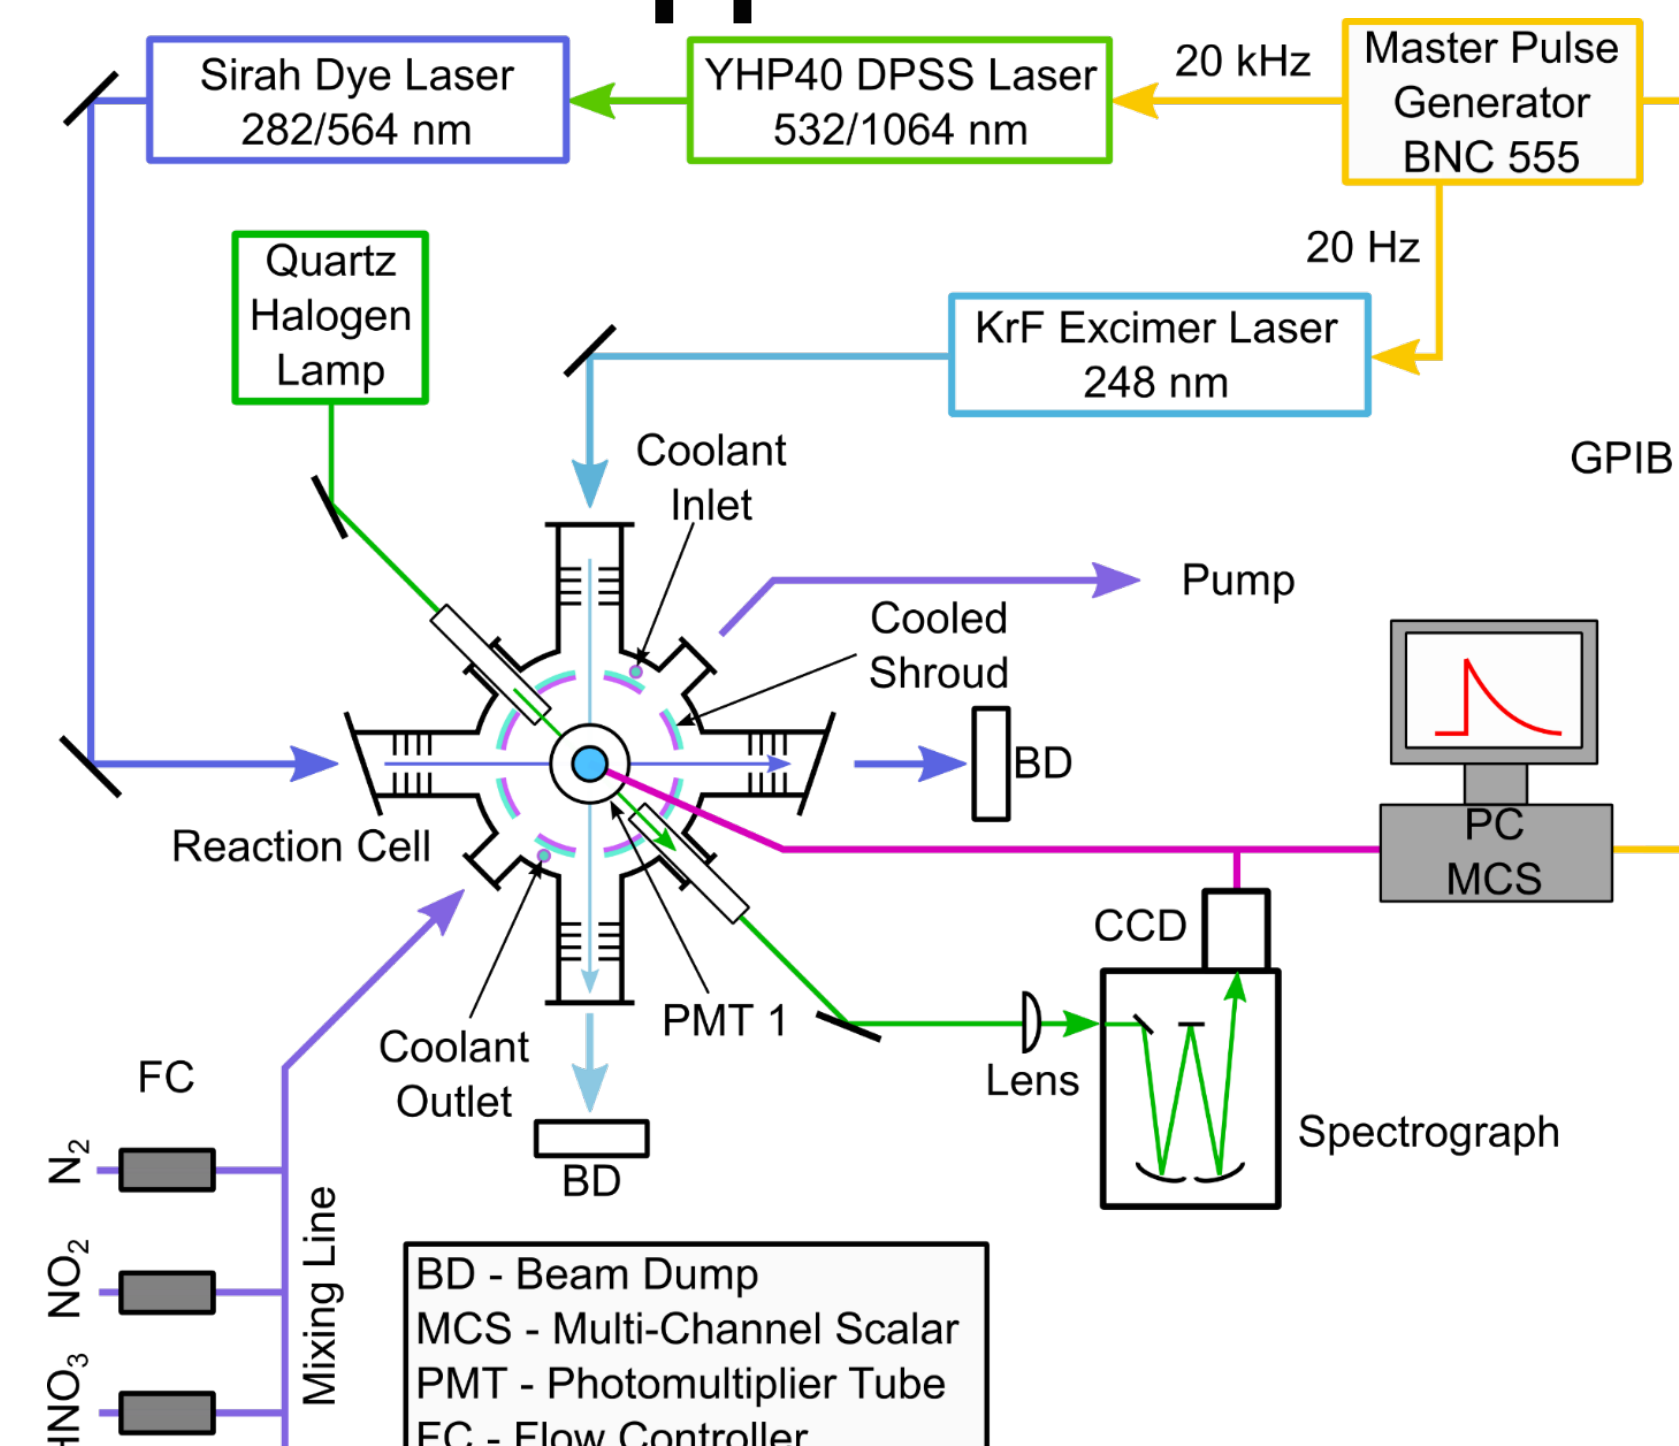 Sirah Dye Laser
282/564 nm
YHP40 DPSS Laser
532/1064 nm
20 kHz
Master Pulse
Generator
BNC 555
20 Hz
Quartz
Halogen
Lamp
KrF Excimer Laser
248 nm
GPIB
Coolant
Inlet
Pump
Cooled
Shroud
BD
Reaction Cell
PC
MCS
CCD
PMT 1
Coolant
Outlet
Lens
Spectrograph
BD
FC
N₂
NO₂
HNO₃
Mixing Line
BD - Beam Dump
MCS - Multi-Channel Scalar
PMT - Photomultiplier Tube
FC - Flow Controller